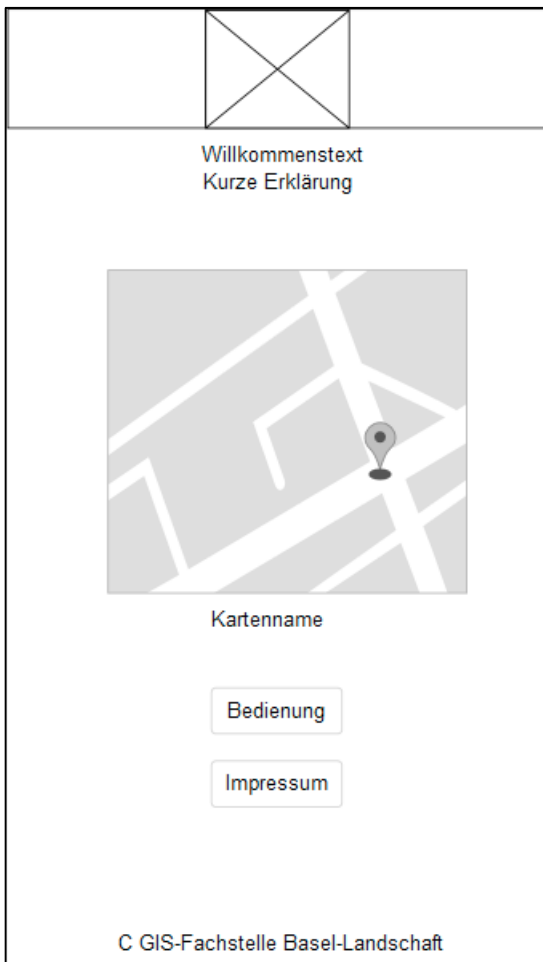 Willkommenstext
Kurze Erklärung
Kartenname
Bedienung
Impressum
C GIS-Fachstelle Basel-Landschaft